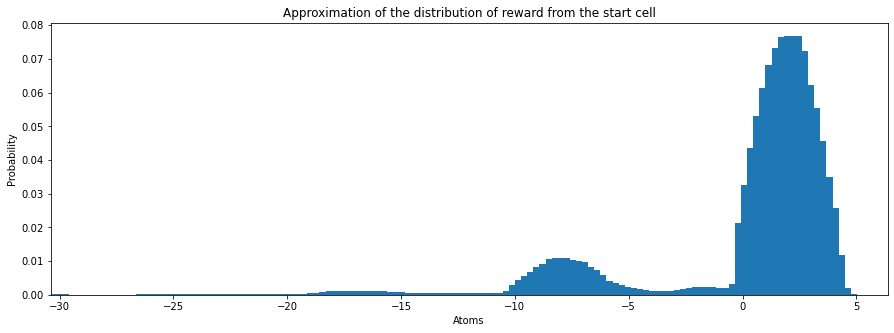 Approximation of the distribution of reward from the start cell
0.08
0.07
0.06
0.05
0.04
0.03
0.02
0.01
0.00
Probability
−30 −25 −20 −15 −10 −5 0 5
Atoms